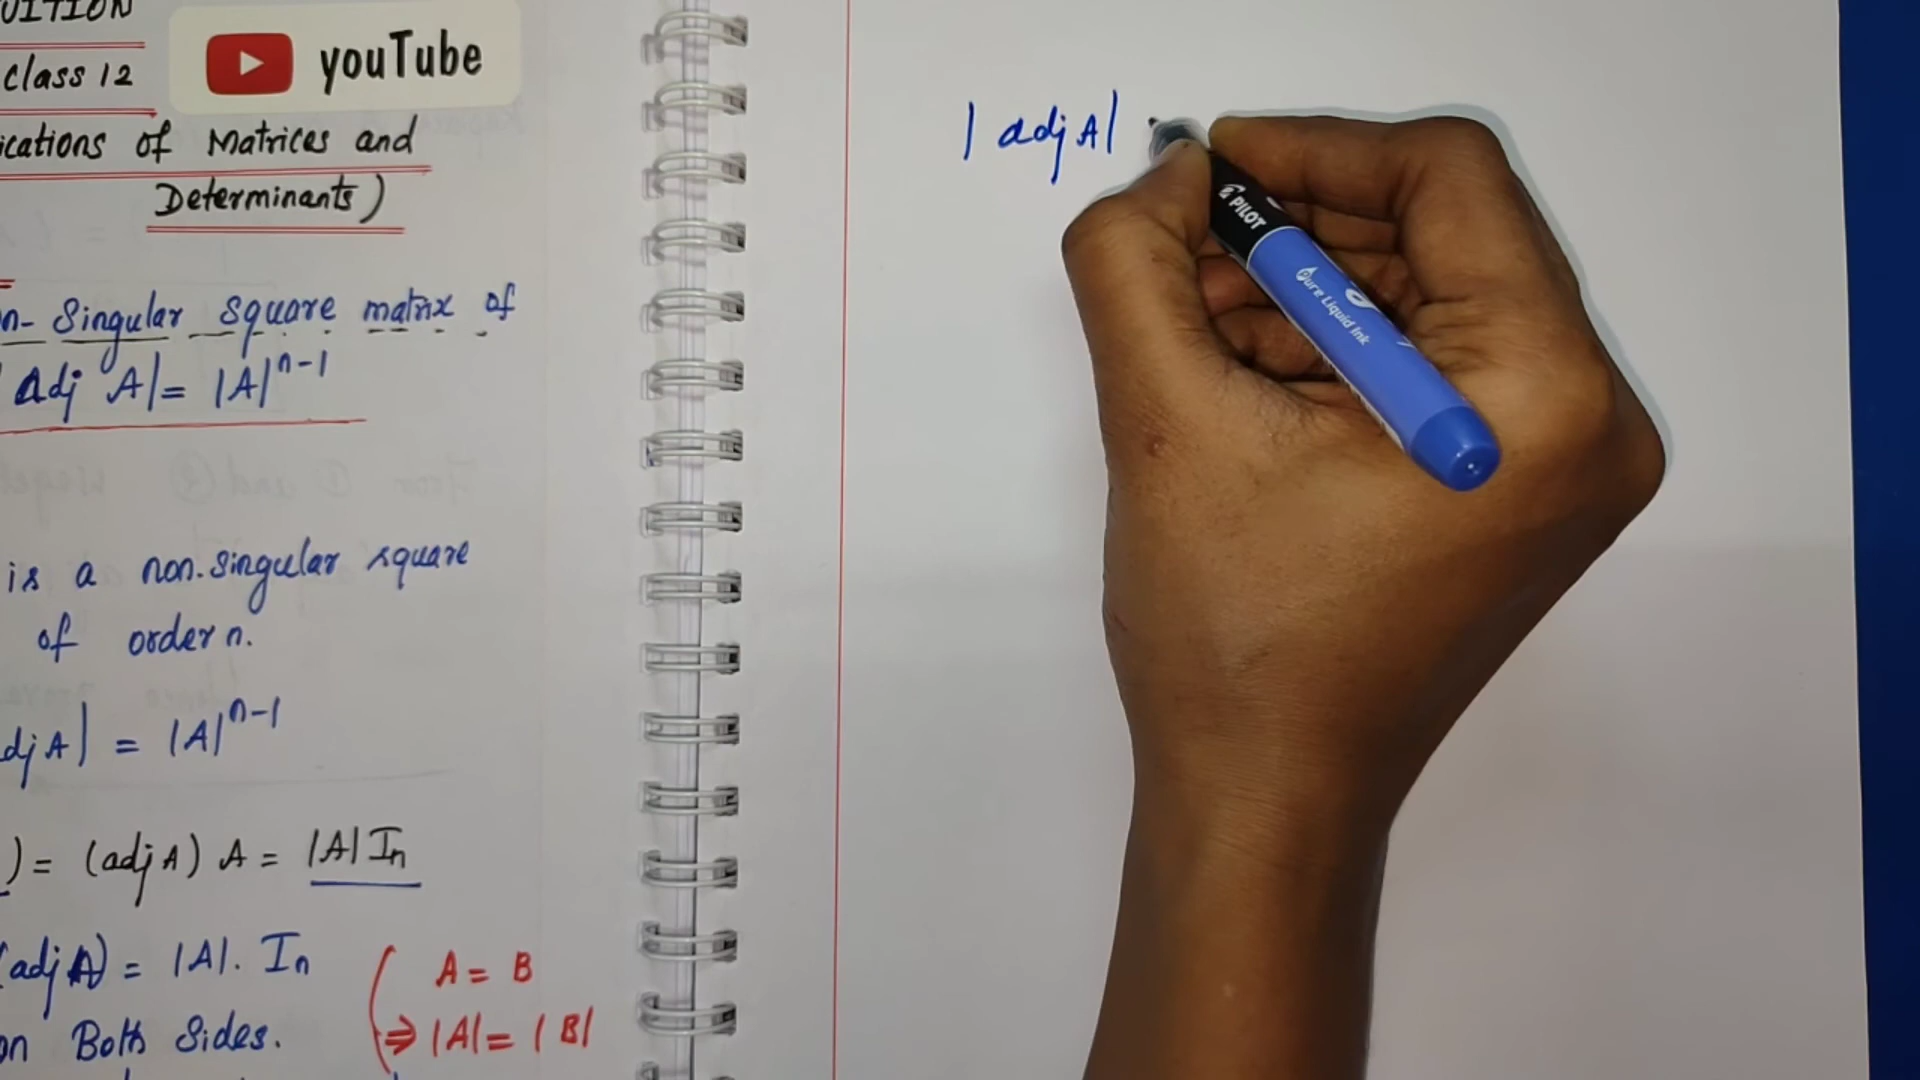 UITION
class 12
youTube
ications of Matrices and
Determinants)
n- Singular square matrix of
Adj A| = |A|ⁿ⁻¹
is a non.singular square
of order n.
dj A| = |A|ⁿ⁻¹
) = (adj A) A = |A| Iₙ
(adj A) = |A|. Iₙ
on Both sides.
A = B
⇒ |A| = |B|
| adj A|
PILOT
Pure Liquid Ink